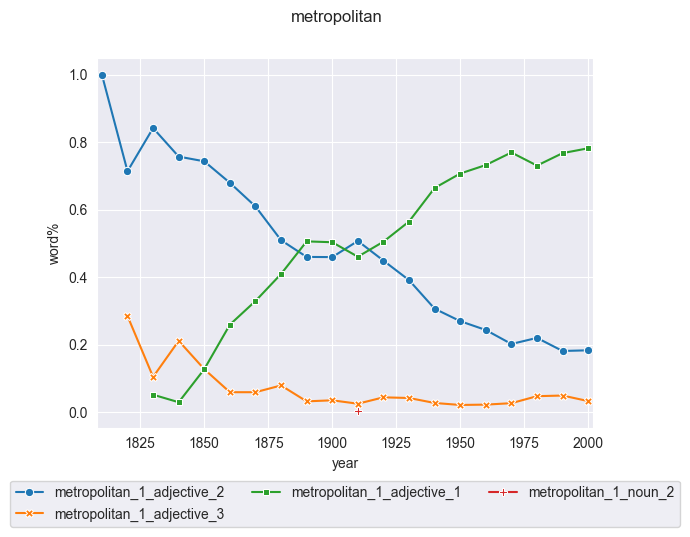 metropolitan
1.0
0.8
0.6
0.4
0.2
0.0
word%
1825 1850 1875 1900 1925 1950 1975 2000
year
metropolitan_1_adjective_2 metropolitan_1_adjective_1 metropolitan_1_noun_2
metropolitan_1_adjective_3